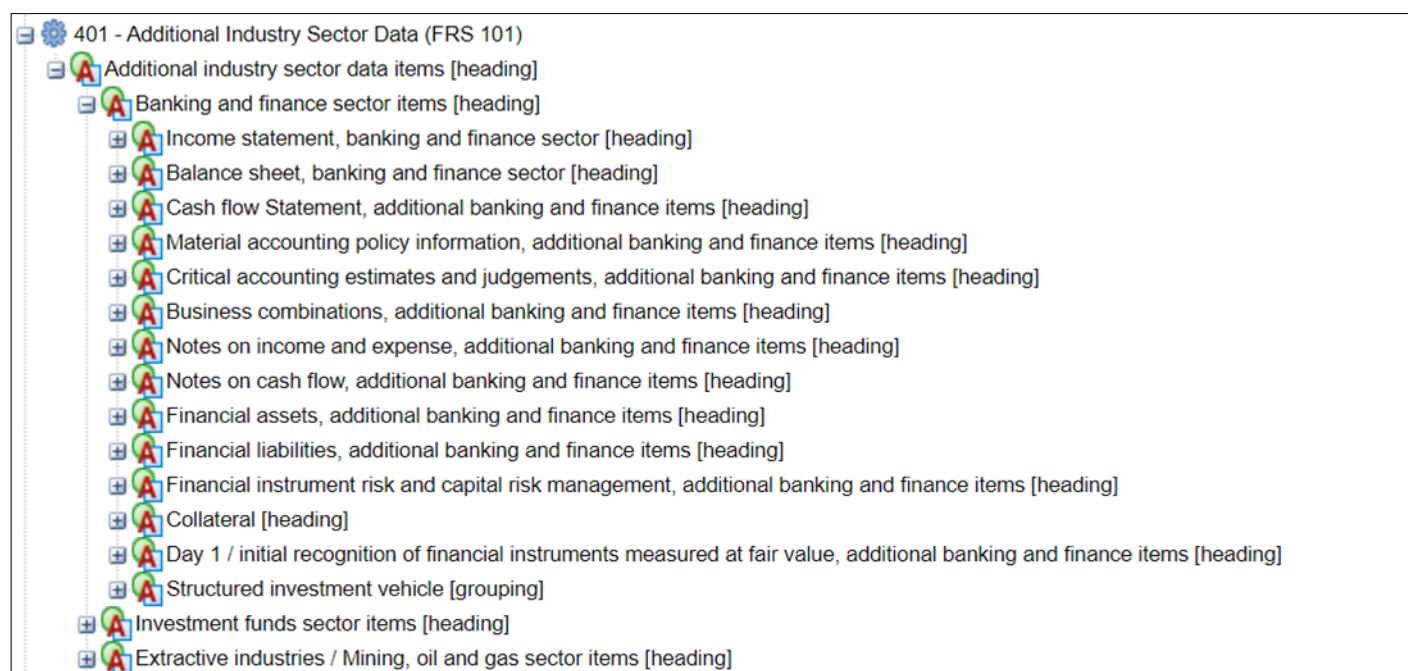 401 - Additional Industry Sector Data (FRS 101)
Additional industry sector data items [heading]
Banking and finance sector items [heading]
Income statement, banking and finance sector [heading]
Balance sheet, banking and finance sector [heading]
Cash flow Statement, additional banking and finance items [heading]
Material accounting policy information, additional banking and finance items [heading]
Critical accounting estimates and judgements, additional banking and finance items [heading]
Business combinations, additional banking and finance items [heading]
Notes on income and expense, additional banking and finance items [heading]
Notes on cash flow, additional banking and finance items [heading]
Financial assets, additional banking and finance items [heading]
Financial liabilities, additional banking and finance items [heading]
Financial instrument risk and capital risk management, additional banking and finance items [heading]
Collateral [heading]
Day 1 / initial recognition of financial instruments measured at fair value, additional banking and finance items [heading]
Structured investment vehicle [grouping]
Investment funds sector items [heading]
Extractive industries / Mining, oil and gas sector items [heading]